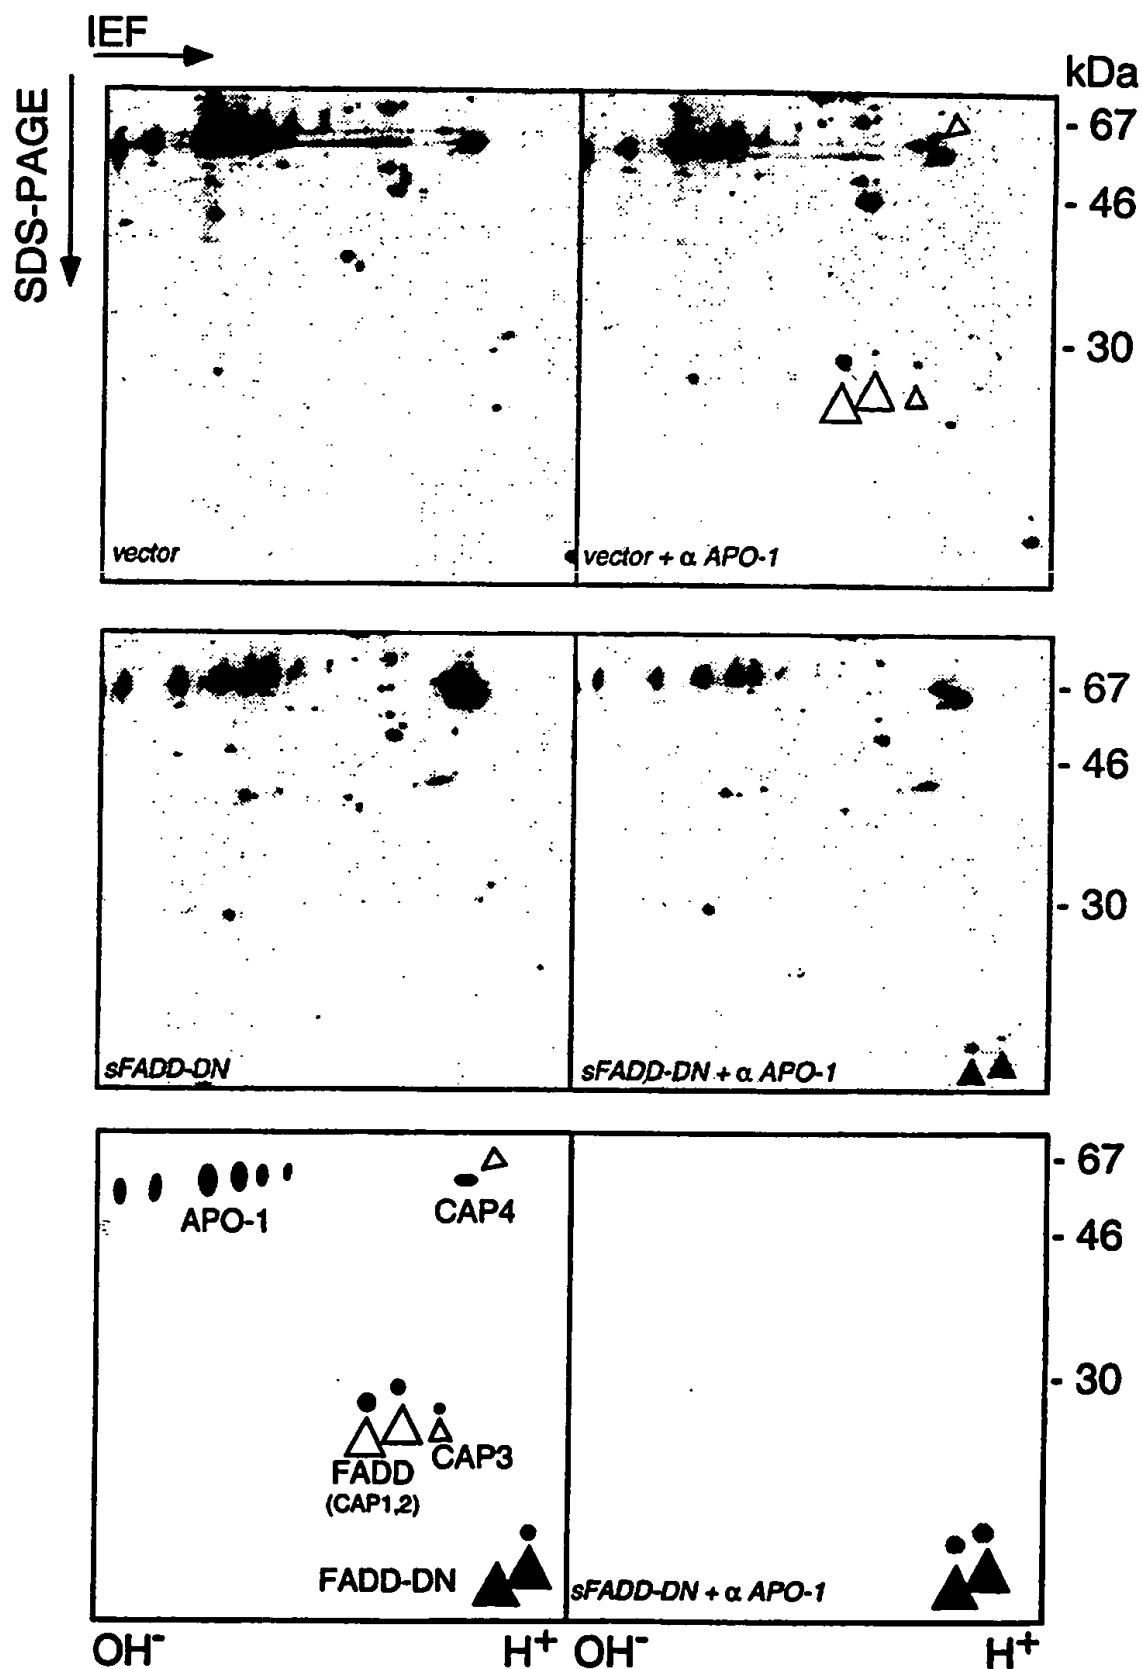 IEF
SDS-PAGE
kDa
- 67
- 46
- 30
vector
vector + α APO-1
- 67
- 46
- 30
sFADD-DN
sFADD-DN + α APO-1
- 67
- 46
- 30
APO-1
CAP4
CAP3
FADD
(CAP1,2)
FADD-DN
sFADD-DN + α APO-1
OH⁻ H⁺ OH⁻ H⁺